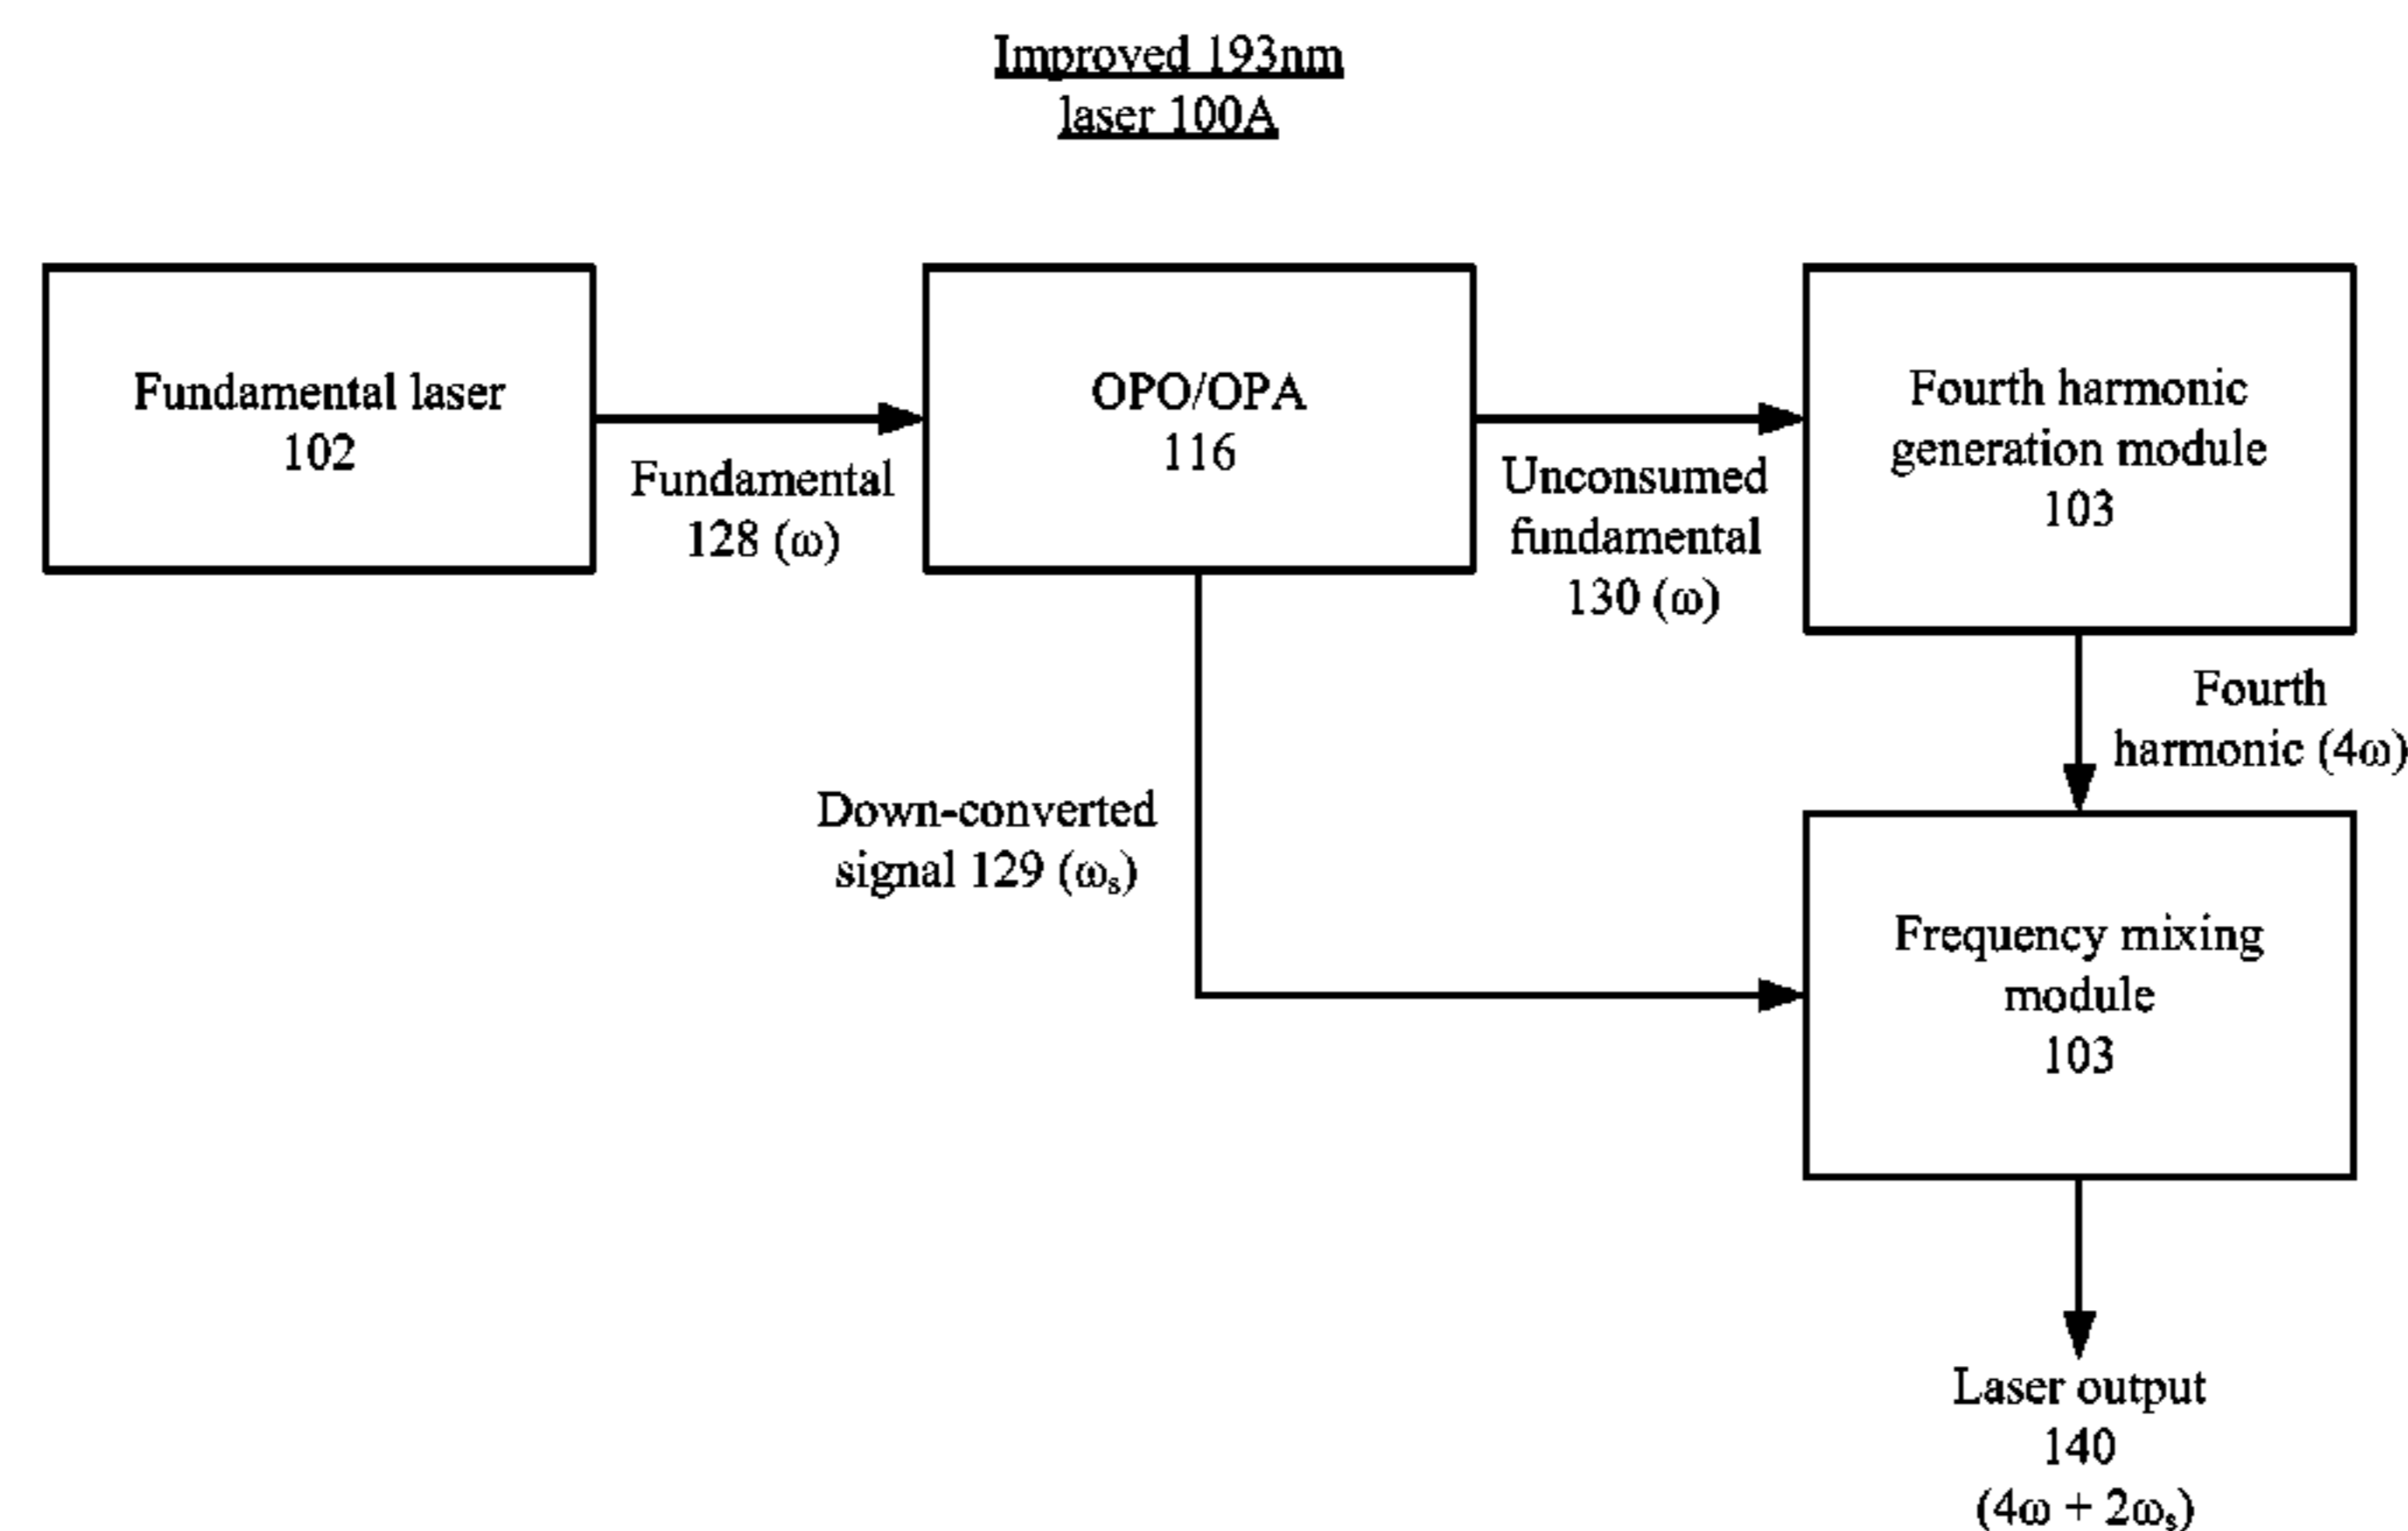 Improved 193nm
laser 100A
Fundamental laser
102
Fundamental
128 (ω)
OPO/OPA
116
Unconsumed
fundamental
130 (ω)
Fourth harmonic
generation module
103
Fourth
harmonic (4ω)
Down-converted
signal 129 (ωₛ)
Frequency mixing
module
103
Laser output
140
(4ω + 2ωₛ)